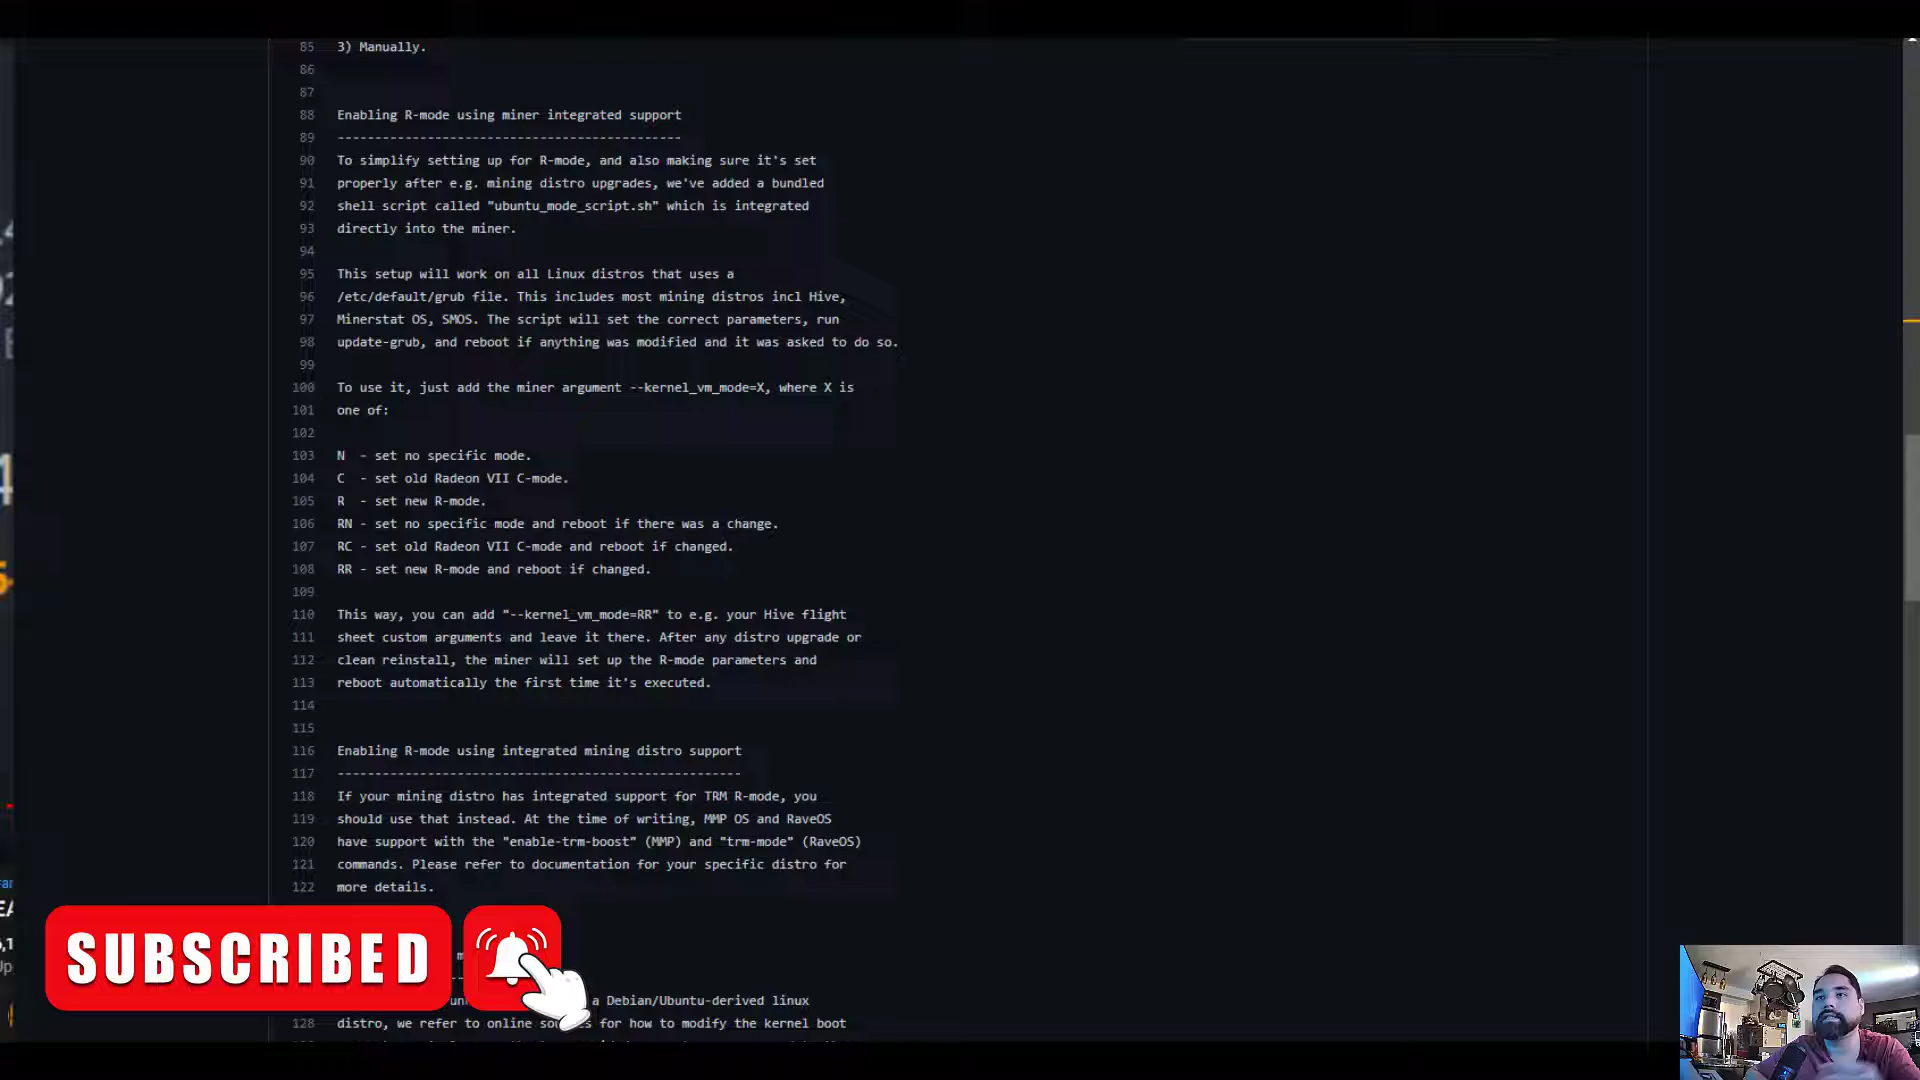 85 3) Manually.
86
87
88 Enabling R-mode using miner integrated support
89 ----------------------------------------------
90 To simplify setting up for R-mode, and also making sure it's set
91 properly after e.g. mining distro upgrades, we've added a bundled
92 shell script called "ubuntu_mode_script.sh" which is integrated
93 directly into the miner.
94
95 This setup will work on all Linux distros that uses a
96 /etc/default/grub file. This includes most mining distros incl Hive,
97 Minerstat OS, SMOS. The script will set the correct parameters, run
98 update-grub, and reboot if anything was modified and it was asked to do so.
99
100 To use it, just add the miner argument --kernel_vm_mode=X, where X is
101 one of:
102
103 N - set no specific mode.
104 C - set old Radeon VII C-mode.
105 R - set new R-mode.
106 RN - set no specific mode and reboot if there was a change.
107 RC - set old Radeon VII C-mode and reboot if changed.
108 RR - set new R-mode and reboot if changed.
109
110 This way, you can add "--kernel_vm_mode=RR" to e.g. your Hive flight
111 sheet custom arguments and leave it there. After any distro upgrade or
112 clean reinstall, the miner will set up the R-mode parameters and
113 reboot automatically the first time it's executed.
114
115
116 Enabling R-mode using integrated mining distro support
117 ------------------------------------------------------
118 If your mining distro has integrated support for TRM R-mode, you
119 should use that instead. At the time of writing, MMP OS and RaveOS
120 have support with the "enable-trm-boost" (MMP) and "trm-mode" (RaveOS)
121 commands. Please refer to documentation for your specific distro for
122 more details.
SUBSCRIBED
a Debian/Ubuntu-derived linux
128 distro, we refer to online for how to modify the kernel boot